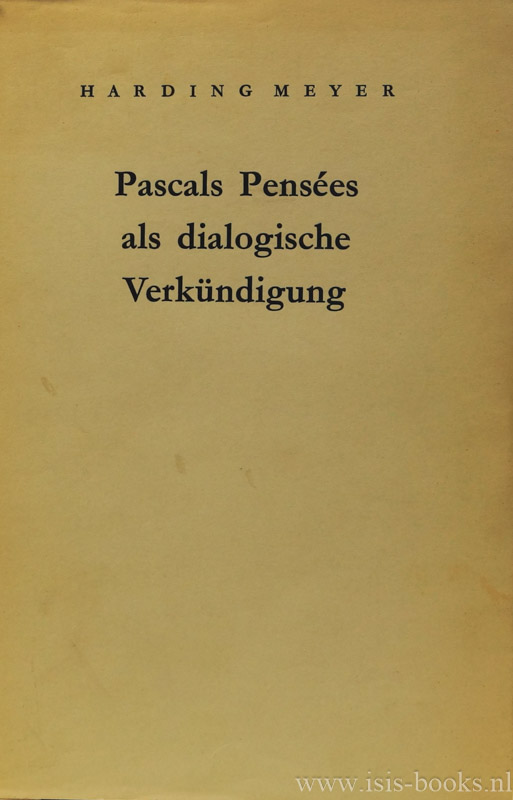 HARDING MEYER
Pascals Pensées
als dialogische
Verkündigung
www.isis-books.nl